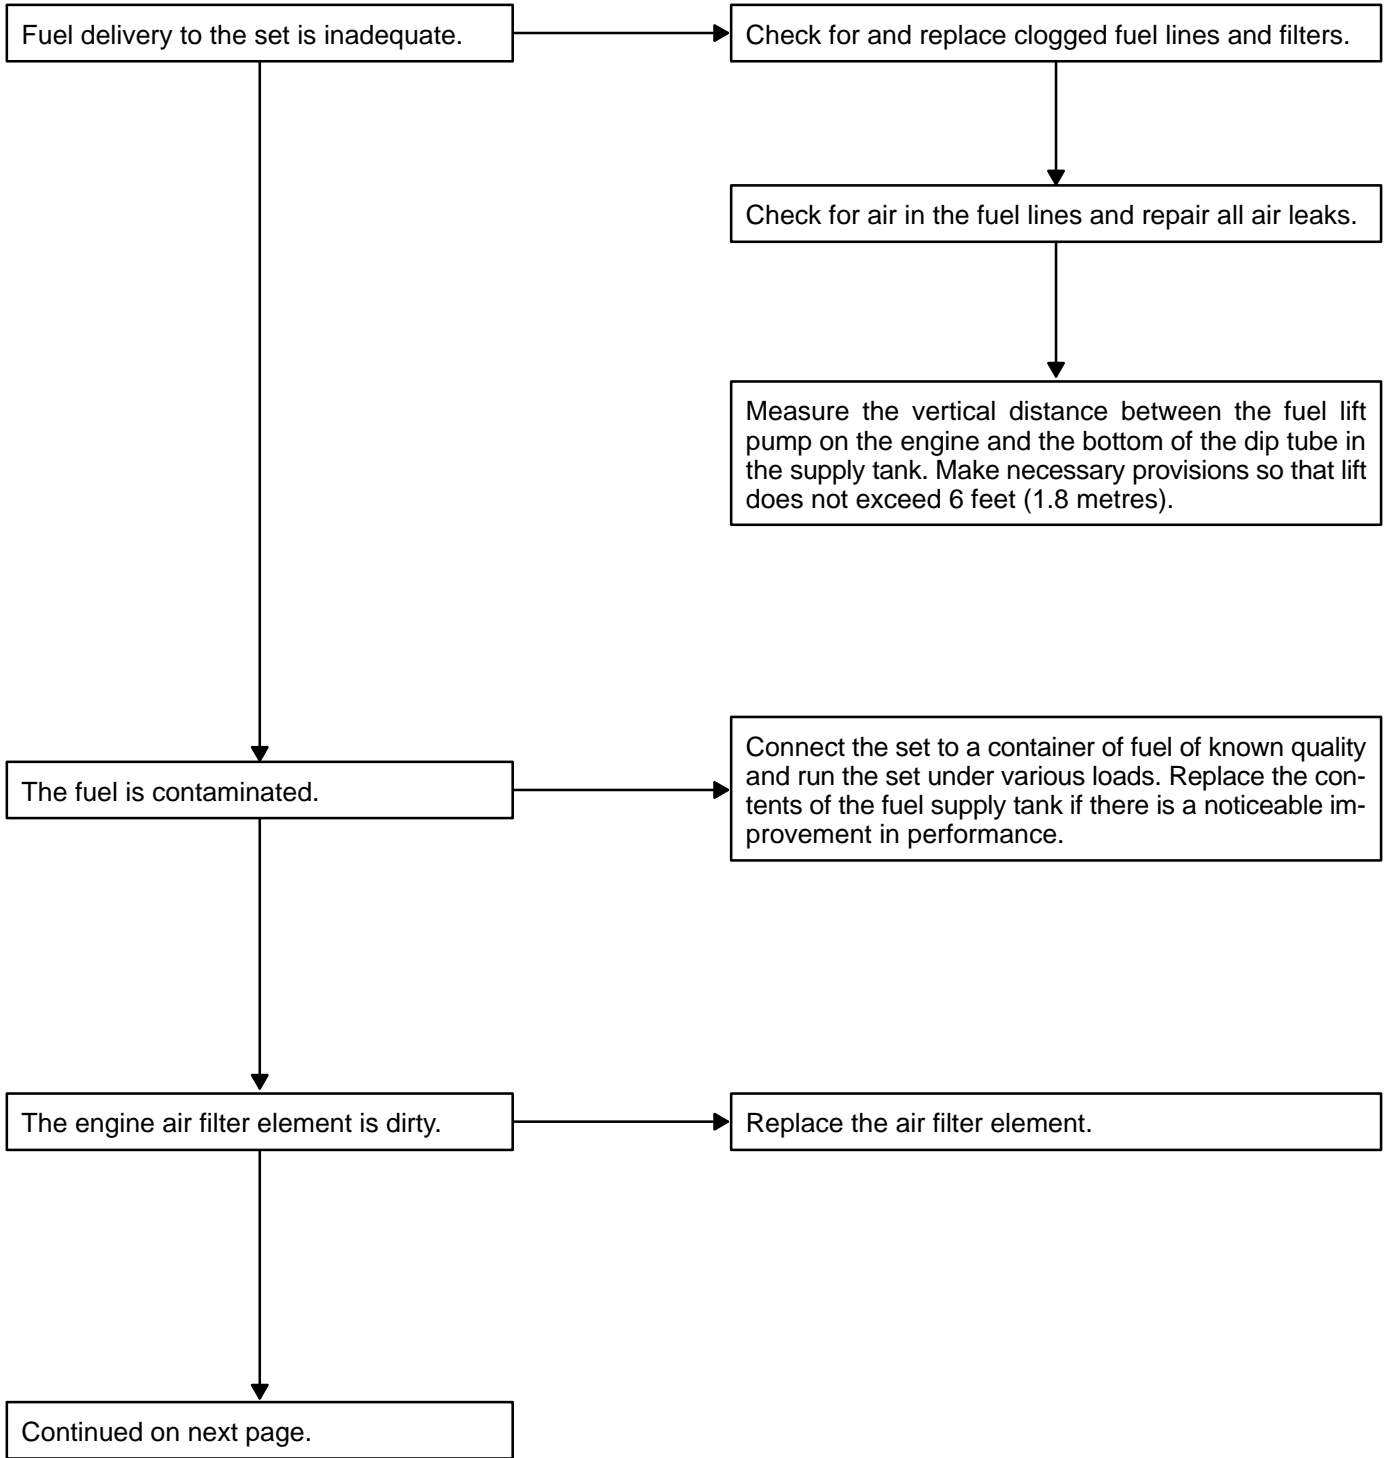 Fuel delivery to the set is inadequate.
Check for and replace clogged fuel lines and filters.
Check for air in the fuel lines and repair all air leaks.
Measure the vertical distance between the fuel lift
pump on the engine and the bottom of the dip tube in
the supply tank. Make necessary provisions so that lift
does not exceed 6 feet (1.8 metres).
The fuel is contaminated.
Connect the set to a container of fuel of known quality
and run the set under various loads. Replace the con-
tents of the fuel supply tank if there is a noticeable im-
provement in performance.
The engine air filter element is dirty.
Replace the air filter element.
Continued on next page.